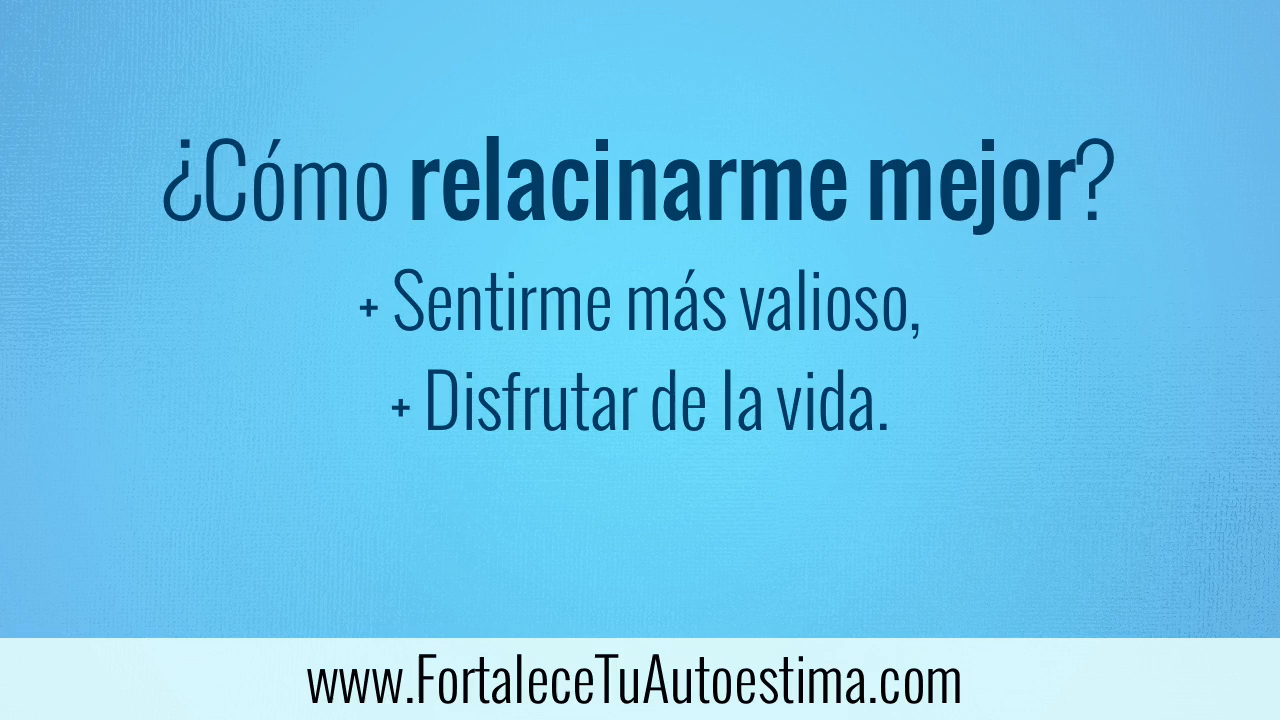 ¿Cómo relacinarme mejor?
+ Sentirme más valioso,
+ Disfrutar de la vida.
www.FortaleceTuAutoestima.com